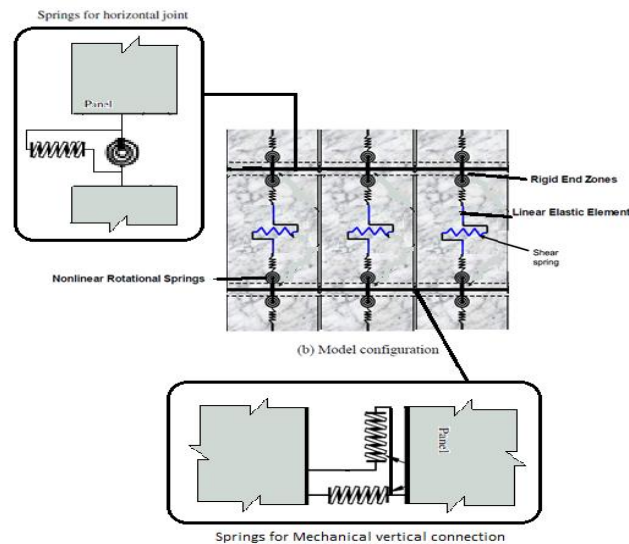 Springs for horizontal joint
Panel
Rigid End Zones
Linear Elastic Element
Shear
spring
Nonlinear Rotational Springs
(b) Model configuration
Panel
Springs for Mechanical vertical connection